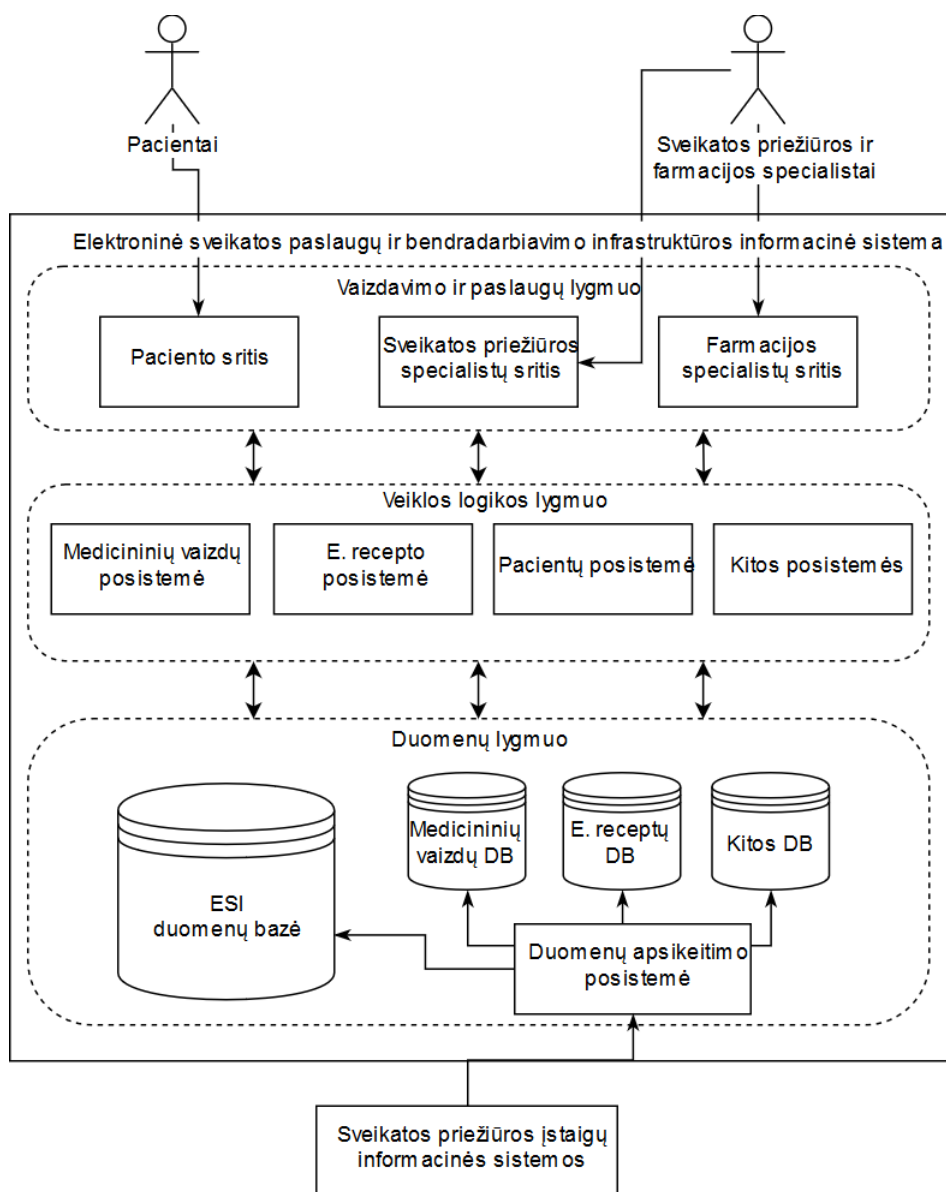 Pacientai
Sveikatos priežiūros ir
farmacijos specialistai
Elektroninė sveikatos paslaugų ir bendradarbiavimo infrastruktūros informacinė sistema
Vaizdavimo ir paslaugų lygmuo
Paciento sritis
Sveikatos priežiūros
specialistų sritis
Farmacijos
specialistų sritis
Veiklos logikos lygmuo
Medicininių vaizdų
posistemė
E. recepto
posistemė
Pacientų posistemė
Kitos posistemės
Duomenų lygmuo
ESI
duomenų bazė
Medicininių
vaizdų DB
E. receptų
DB
Kitos DB
Duomenų apsikeitimo
posistemė
Sveikatos priežiūros įstaigų
informacinės sistemos